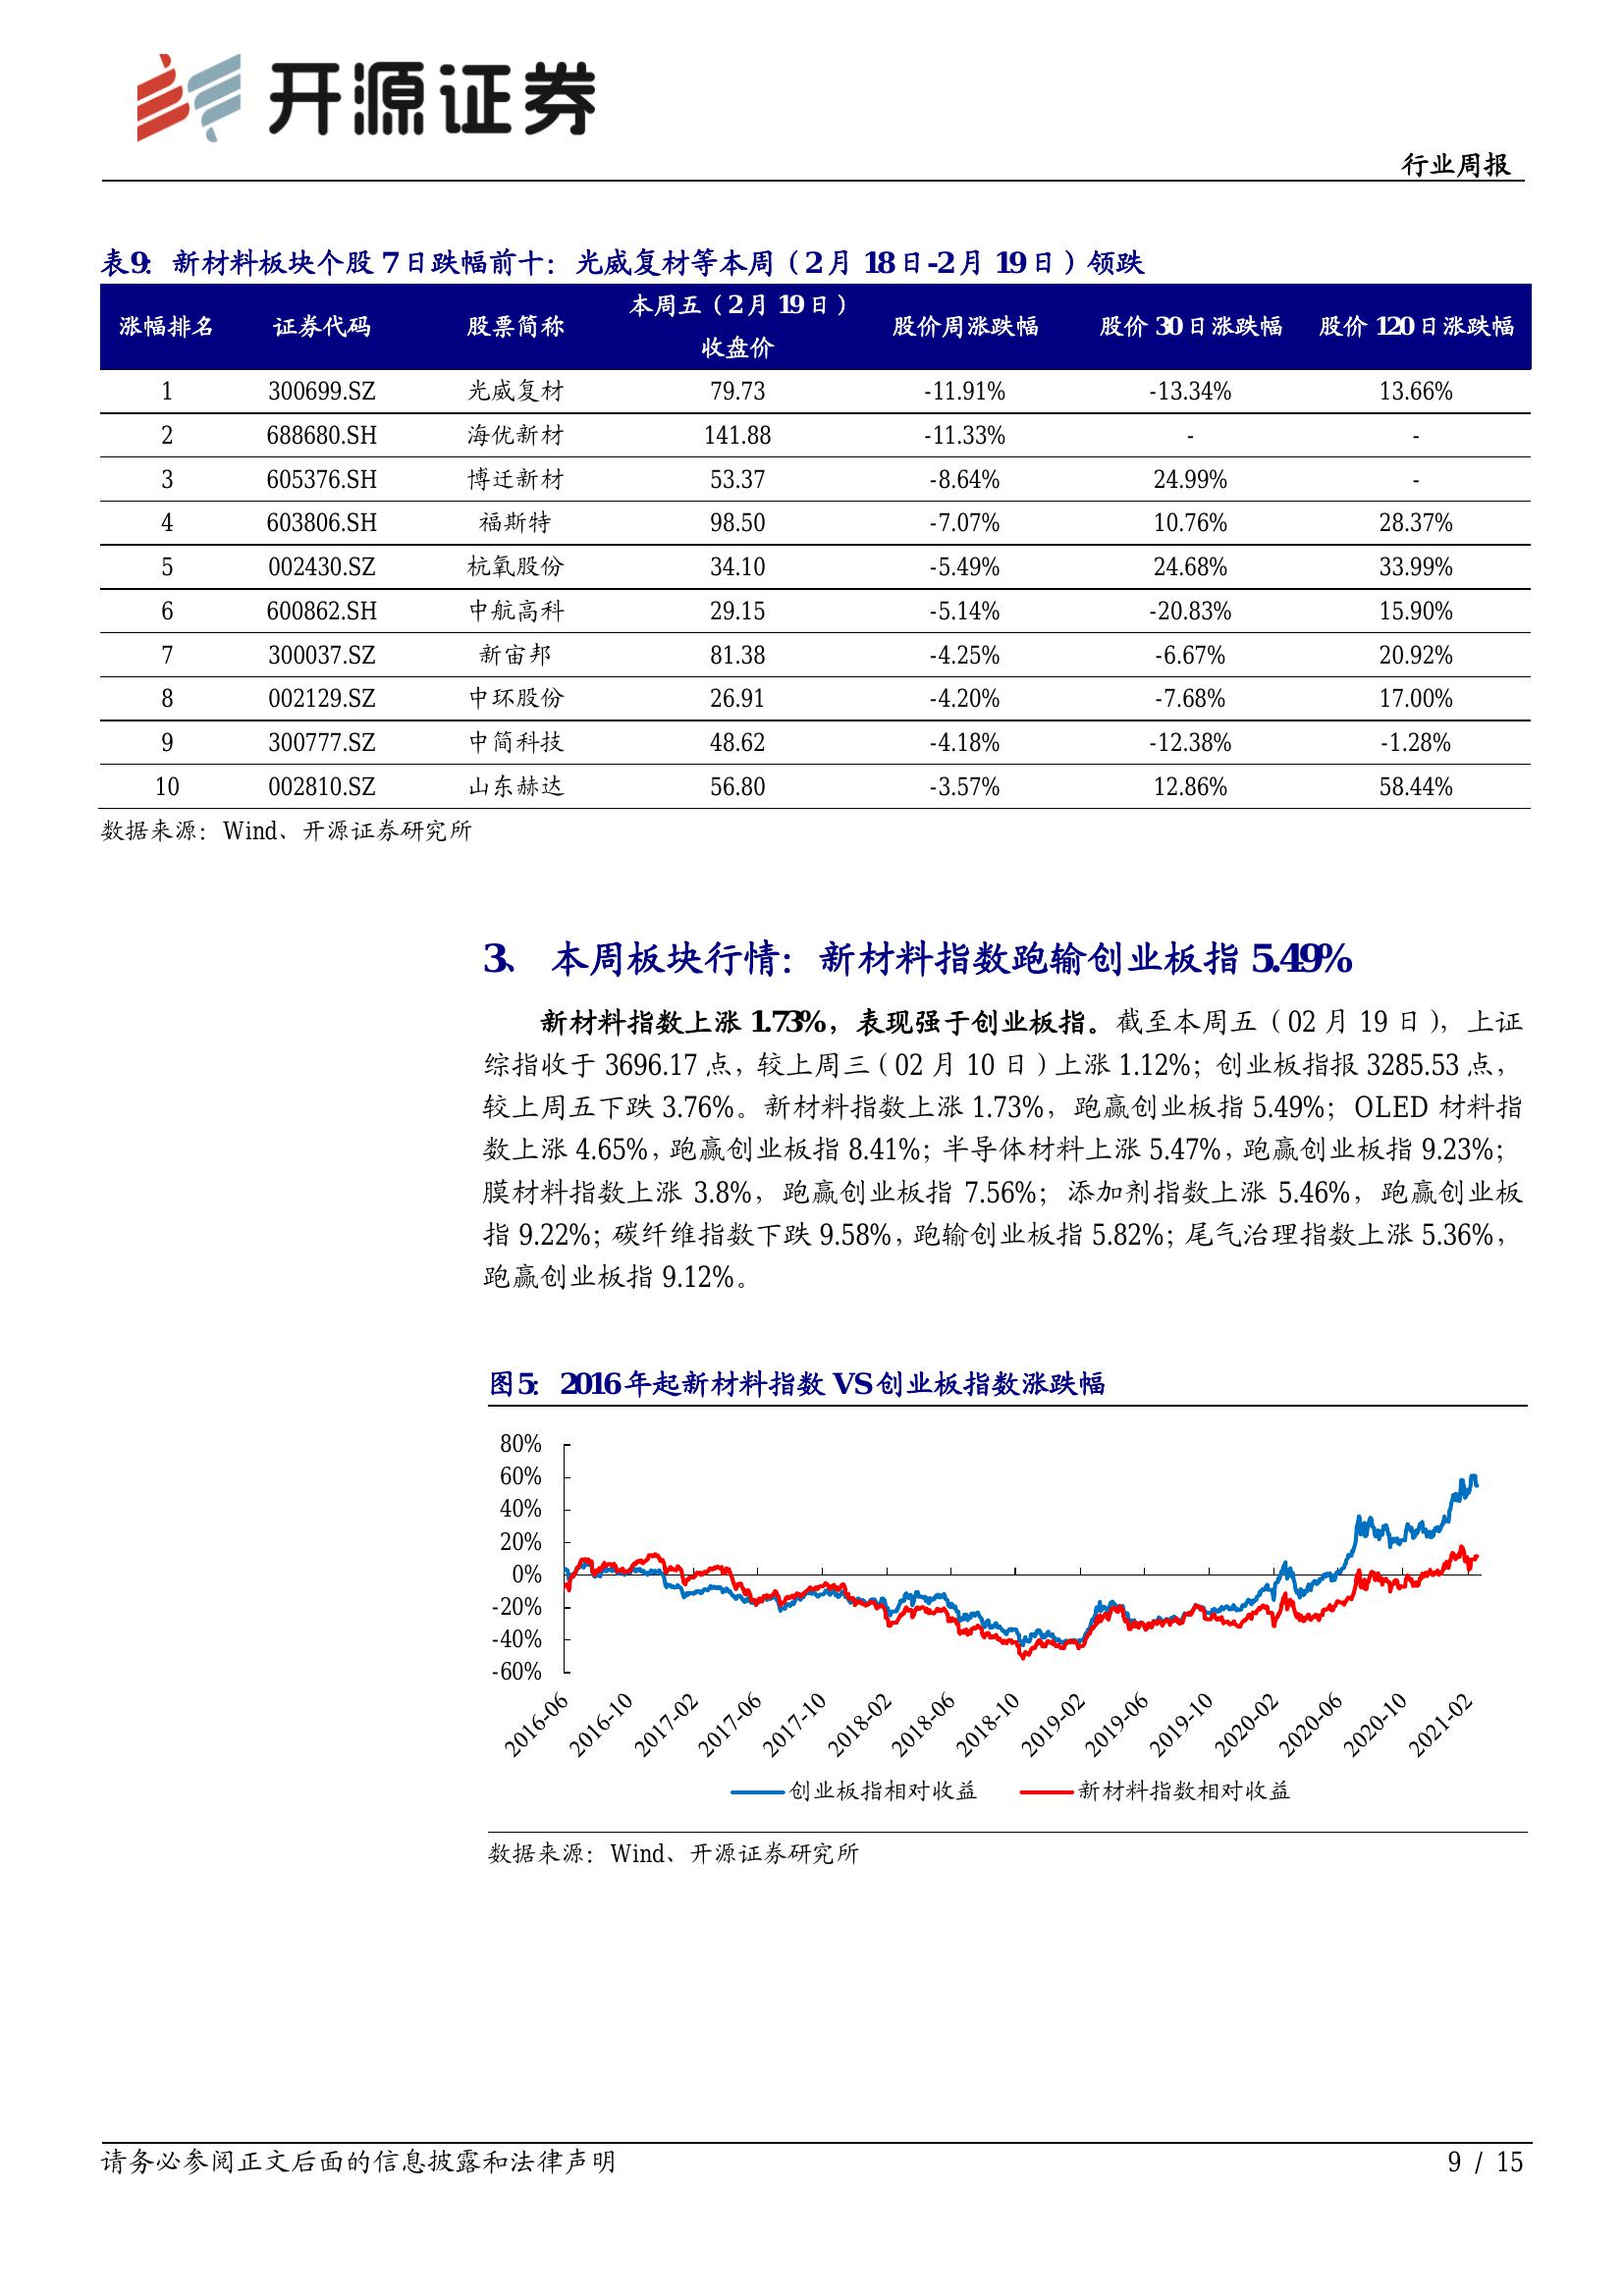 开源证券
行业周报
表9：新材料板块个股 7 日跌幅前十：光威复材等本周（2 月 18 日-2 月 19 日）领跌
涨幅排名 证券代码 股票简称 本周五（2 月 19 日）收盘价 股价周涨跌幅 股价 30 日涨跌幅 股价 120 日涨跌幅
1 300699.SZ 光威复材 79.73 -11.91% -13.34% 13.66%
2 688680.SH 海优新材 141.88 -11.33% - -
3 605376.SH 博迁新材 53.37 -8.64% 24.99% -
4 603806.SH 福斯特 98.50 -7.07% 10.76% 28.37%
5 002430.SZ 杭氧股份 34.10 -5.49% 24.68% 33.99%
6 600862.SH 中航高科 29.15 -5.14% -20.83% 15.90%
7 300037.SZ 新宙邦 81.38 -4.25% -6.67% 20.92%
8 002129.SZ 中环股份 26.91 -4.20% -7.68% 17.00%
9 300777.SZ 中简科技 48.62 -4.18% -12.38% -1.28%
10 002810.SZ 山东赫达 56.80 -3.57% 12.86% 58.44%
数据来源：Wind、开源证券研究所
3、 本周板块行情：新材料指数跑输创业板指 5.49%
新材料指数上涨 1.73%，表现强于创业板指。截至本周五（02 月 19 日），上证
综指收于 3696.17 点，较上周三（02 月 10 日）上涨 1.12%；创业板指报 3285.53 点，
较上周五下跌 3.76%。新材料指数上涨 1.73%，跑赢创业板指 5.49%；OLED 材料指
数上涨 4.65%，跑赢创业板指 8.41%；半导体材料上涨 5.47%，跑赢创业板指 9.23%；
膜材料指数上涨 3.8%，跑赢创业板指 7.56%；添加剂指数上涨 5.46%，跑赢创业板
指 9.22%；碳纤维指数下跌 9.58%，跑输创业板指 5.82%；尾气治理指数上涨 5.36%，
跑赢创业板指 9.12%。
图5：2016 年起新材料指数 VS 创业板指数涨跌幅
80%
60%
40%
20%
0%
-20%
-40%
-60%
2016-06 2016-10 2017-02 2017-06 2017-10 2018-02 2018-06 2018-10 2019-02 2019-06 2019-10 2020-02 2020-06 2020-10 2021-02
创业板指相对收益 新材料指数相对收益
数据来源：Wind、开源证券研究所
请务必参阅正文后面的信息披露和法律声明 9 / 15